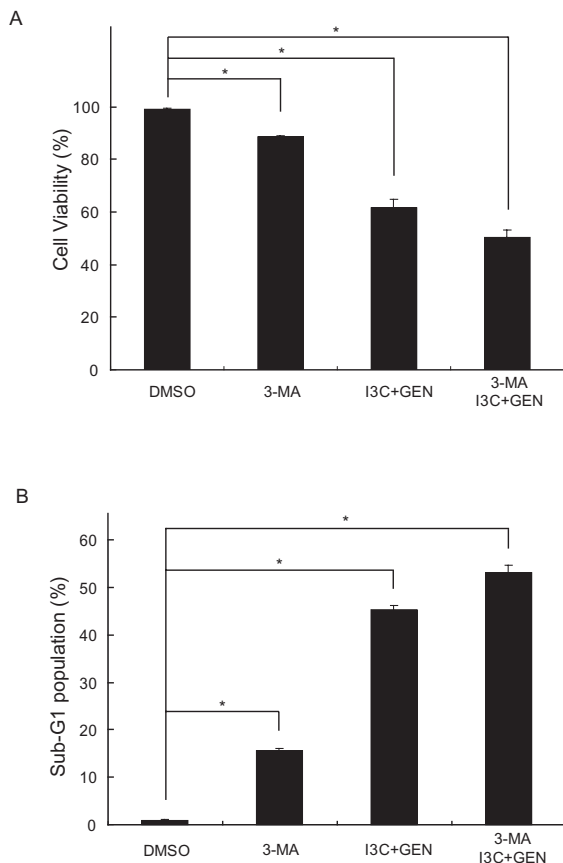 A
*
*
*
100
80
60
40
20
0
Cell Viability (%)
DMSO
3-MA
I3C+GEN
3-MA
I3C+GEN
B
*
*
*
60
50
40
30
20
10
0
Sub-G1 population (%)
DMSO
3-MA
I3C+GEN
3-MA
I3C+GEN